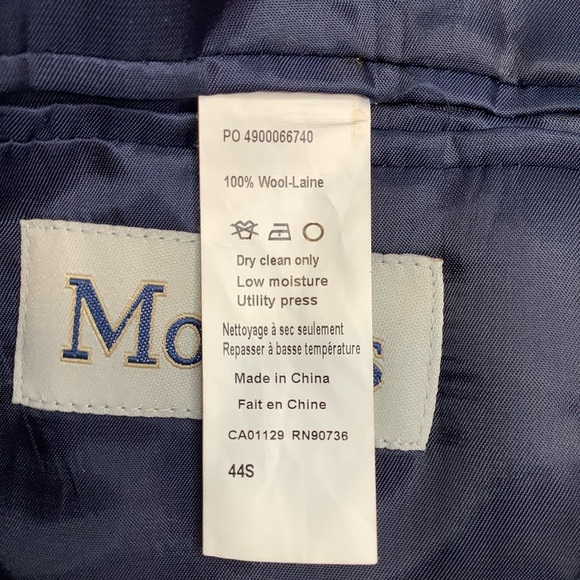 PO 4900066740
100% Wool-Laine
Dry clean only
Low moisture
Utility press
Nettoyage à sec seulement
Repasser à basse température
Made in China
Fait en Chine
CA01129 RN90736
44S